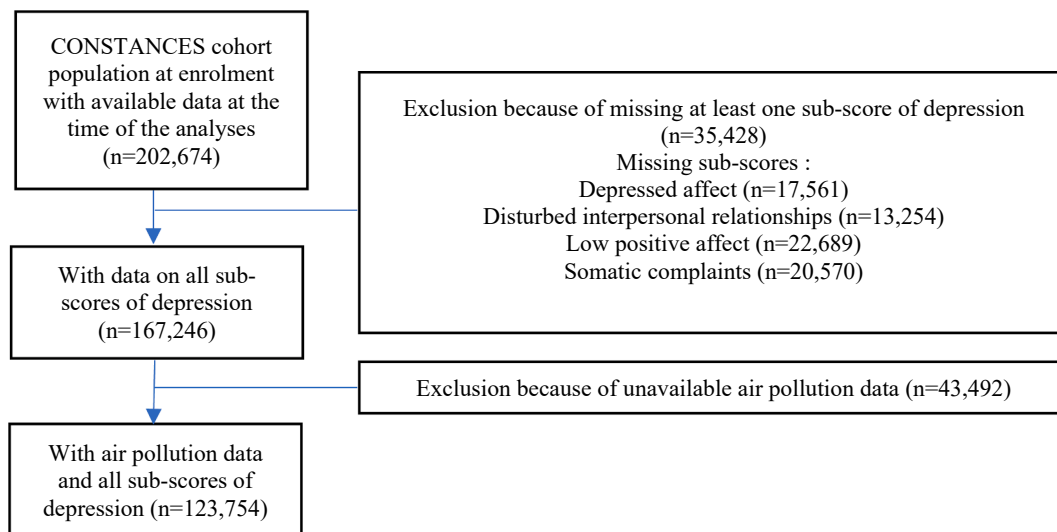 CONSTANCES cohort
population at enrolment
with available data at the
time of the analyses
(n=202,674)
Exclusion because of missing at least one sub-score of depression
(n=35,428)
Missing sub-scores :
Depressed affect (n=17,561)
Disturbed interpersonal relationships (n=13,254)
Low positive affect (n=22,689)
Somatic complaints (n=20,570)
With data on all sub-
scores of depression
(n=167,246)
Exclusion because of unavailable air pollution data (n=43,492)
With air pollution data
and all sub-scores of
depression (n=123,754)